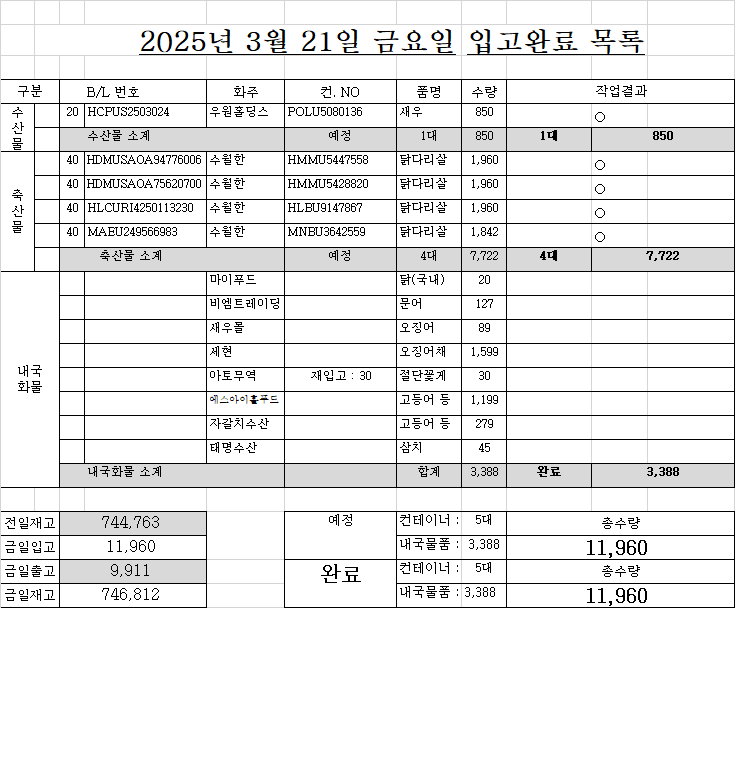 2025년 3월 21일 금요일 입고완료 목록
구분 B/L 번호 화주 컨. NO 품명 수량 작업결과
수산물 20 HCPUS2503024 우원홀딩스 POLU5080136 새우 850 ○
수산물 소계 예정 1대 850 1대 850
축산물 40 HDMUSAOA94776006 수월한 HMMU5447558 닭다리살 1,960 ○
40 HDMUSAOA75620700 수월한 HMMU5428820 닭다리살 1,960 ○
40 HLCURI4250113230 수월한 HLBU9147867 닭다리살 1,960 ○
40 MAEU249566983 수월한 MNBU3642559 닭다리살 1,842 ○
축산물 소계 예정 4대 7,722 4대 7,722
내국화물 마이푸드 닭(국내) 20
비엠트레이딩 문어 127
새우몰 오징어 89
세현 오징어채 1,599
아토무역 재입고 : 30 절단꽃게 30
에스아이홀푸드 고등어 등 1,199
자갈치수산 고등어 등 279
태명수산 삼치 45
내국화물 소계 합계 3,388 완료 3,388
전일재고 744,763 예정 컨테이너 : 5대 총수량
금일입고 11,960 내국물품 : 3,388 11,960
금일출고 9,911 완료 컨테이너 : 5대 총수량
금일재고 746,812 내국물품 : 3,388 11,960